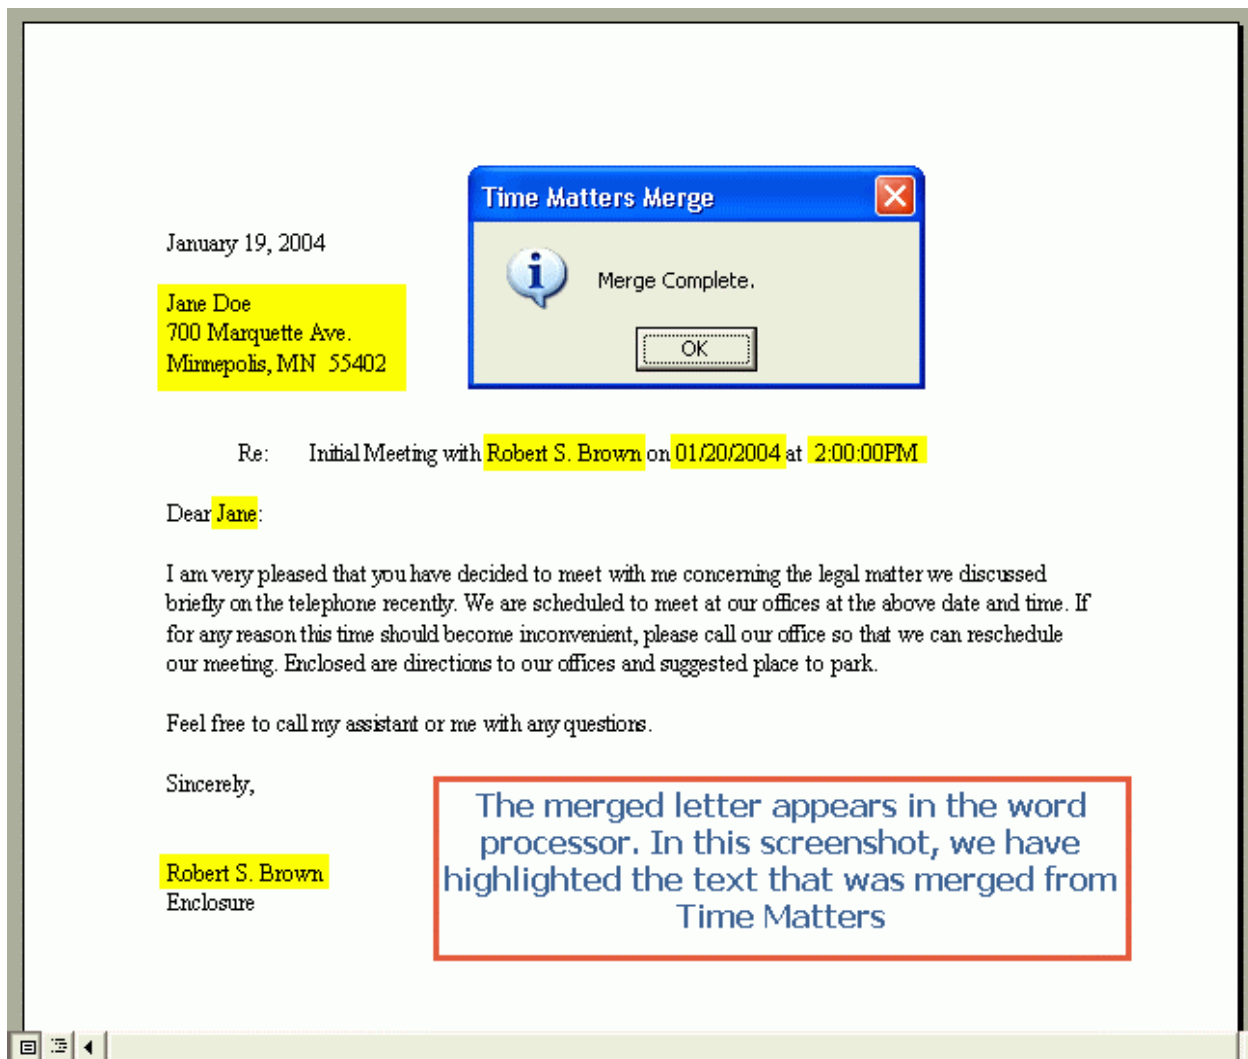 Time Matters Merge
Merge Complete.
OK
January 19, 2004
Jane Doe
700 Marquette Ave.
Minnepolis, MN  55402
Re: Initial Meeting with Robert S. Brown on 01/20/2004 at 2:00:00PM
Dear Jane:
I am very pleased that you have decided to meet with me concerning the legal matter we discussed
briefly on the telephone recently. We are scheduled to meet at our offices at the above date and time. If
for any reason this time should become inconvenient, please call our office so that we can reschedule
our meeting. Enclosed are directions to our offices and suggested place to park.
Feel free to call my assistant or me with any questions.
Sincerely,
Robert S. Brown
Enclosure
The merged letter appears in the word
processor. In this screenshot, we have
highlighted the text that was merged from
Time Matters